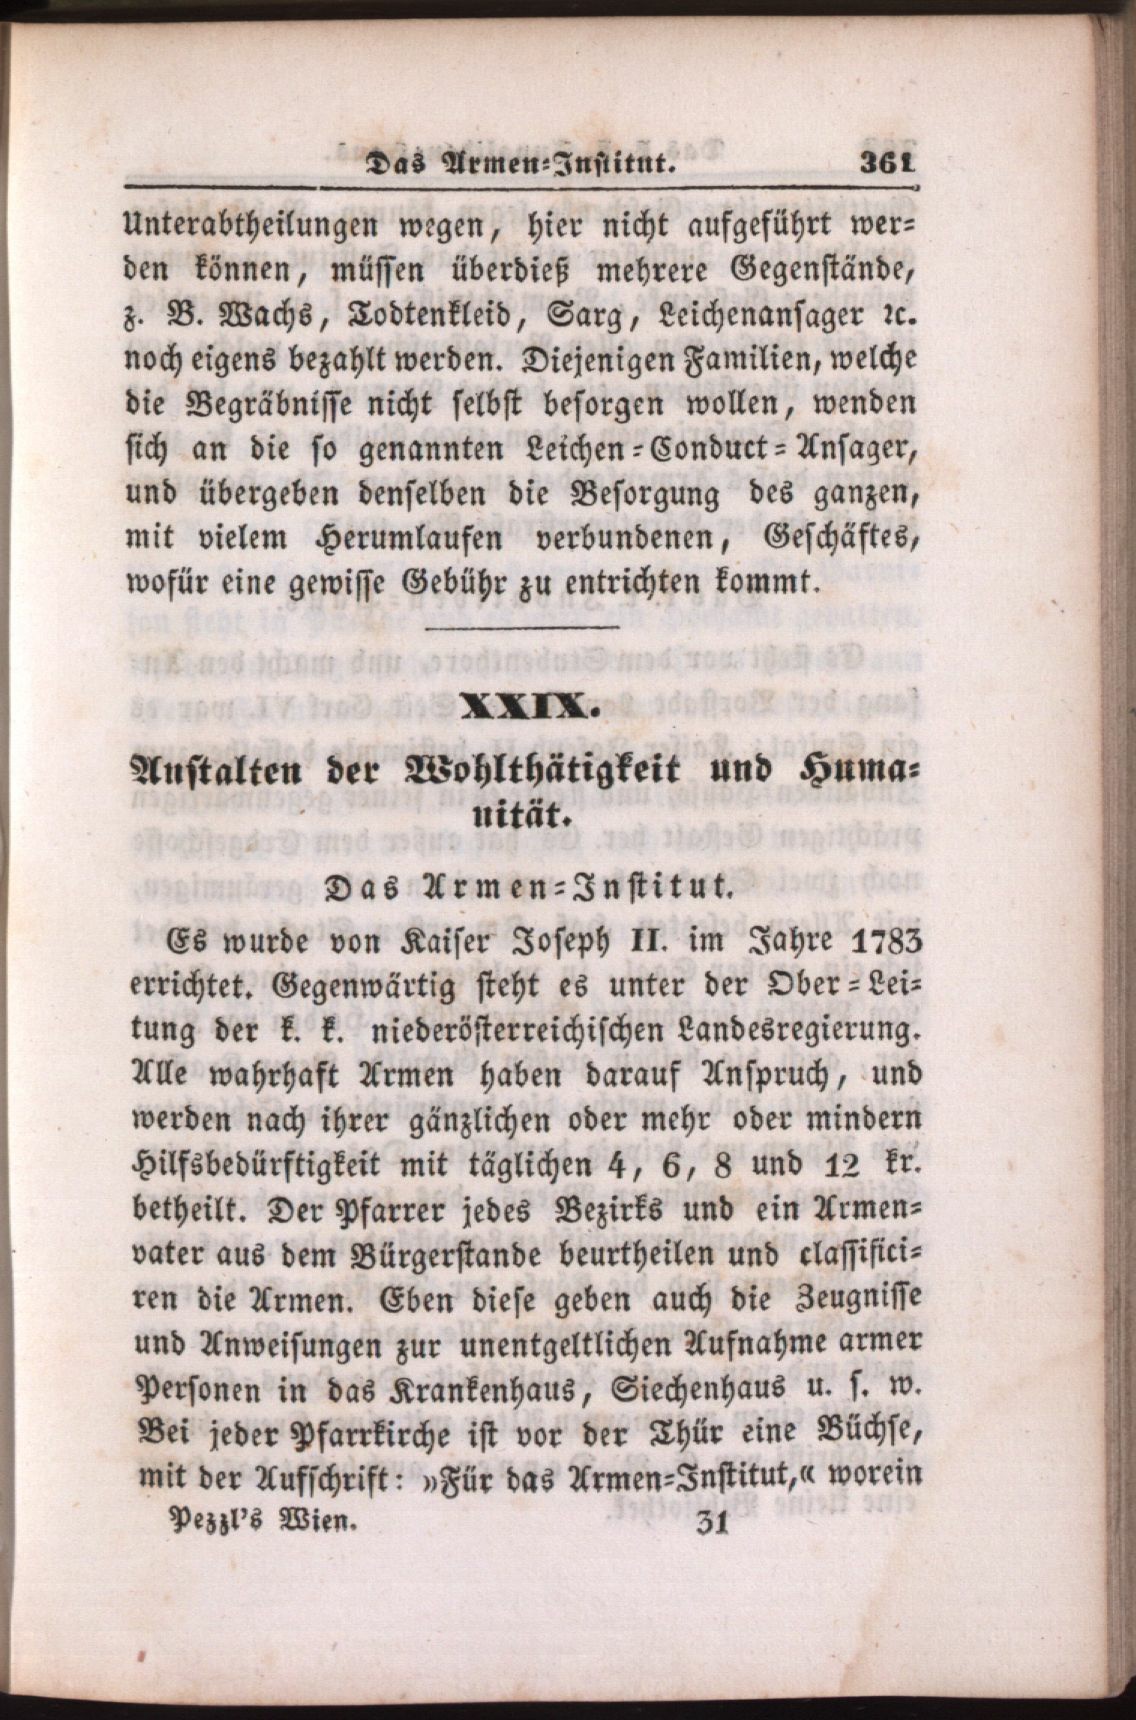 Das Armen-Institut. 361
Unterabtheilungen wegen, hier nicht aufgeführt wer-
den können, müssen überdieß mehrere Gegenstände,
z. B. Wachs, Todtenkleid, Sarg, Leichenansager ꝛc.
noch eigens bezahlt werden. Diejenigen Familien, welche
die Begräbnisse nicht selbst besorgen wollen, wenden
sich an die so genannten Leichen-Conduct-Ansager,
und übergeben denselben die Besorgung des ganzen,
mit vielem Herumlaufen verbundenen, Geschäftes,
wofür eine gewisse Gebühr zu entrichten kommt.
XXIX.
Anstalten der Wohlthätigkeit und Huma-
nität.
Das Armen-Institut.
Es wurde von Kaiser Joseph II. im Jahre 1783
errichtet. Gegenwärtig steht es unter der Ober-Lei-
tung der k. k. niederösterreichischen Landesregierung.
Alle wahrhaft Armen haben darauf Anspruch, und
werden nach ihrer gänzlichen oder mehr oder mindern
Hilfsbedürftigkeit mit täglichen 4, 6, 8 und 12 kr.
betheilt. Der Pfarrer jedes Bezirks und ein Armen-
vater aus dem Bürgerstande beurtheilen und classifici-
ren die Armen. Eben diese geben auch die Zeugnisse
und Anweisungen zur unentgeltlichen Aufnahme armer
Personen in das Krankenhaus, Siechenhaus u. s. w.
Bei jeder Pfarrkirche ist vor der Thür eine Büchse,
mit der Aufschrift: »Für das Armen-Institut,« worein
Pezzl's Wien. 31